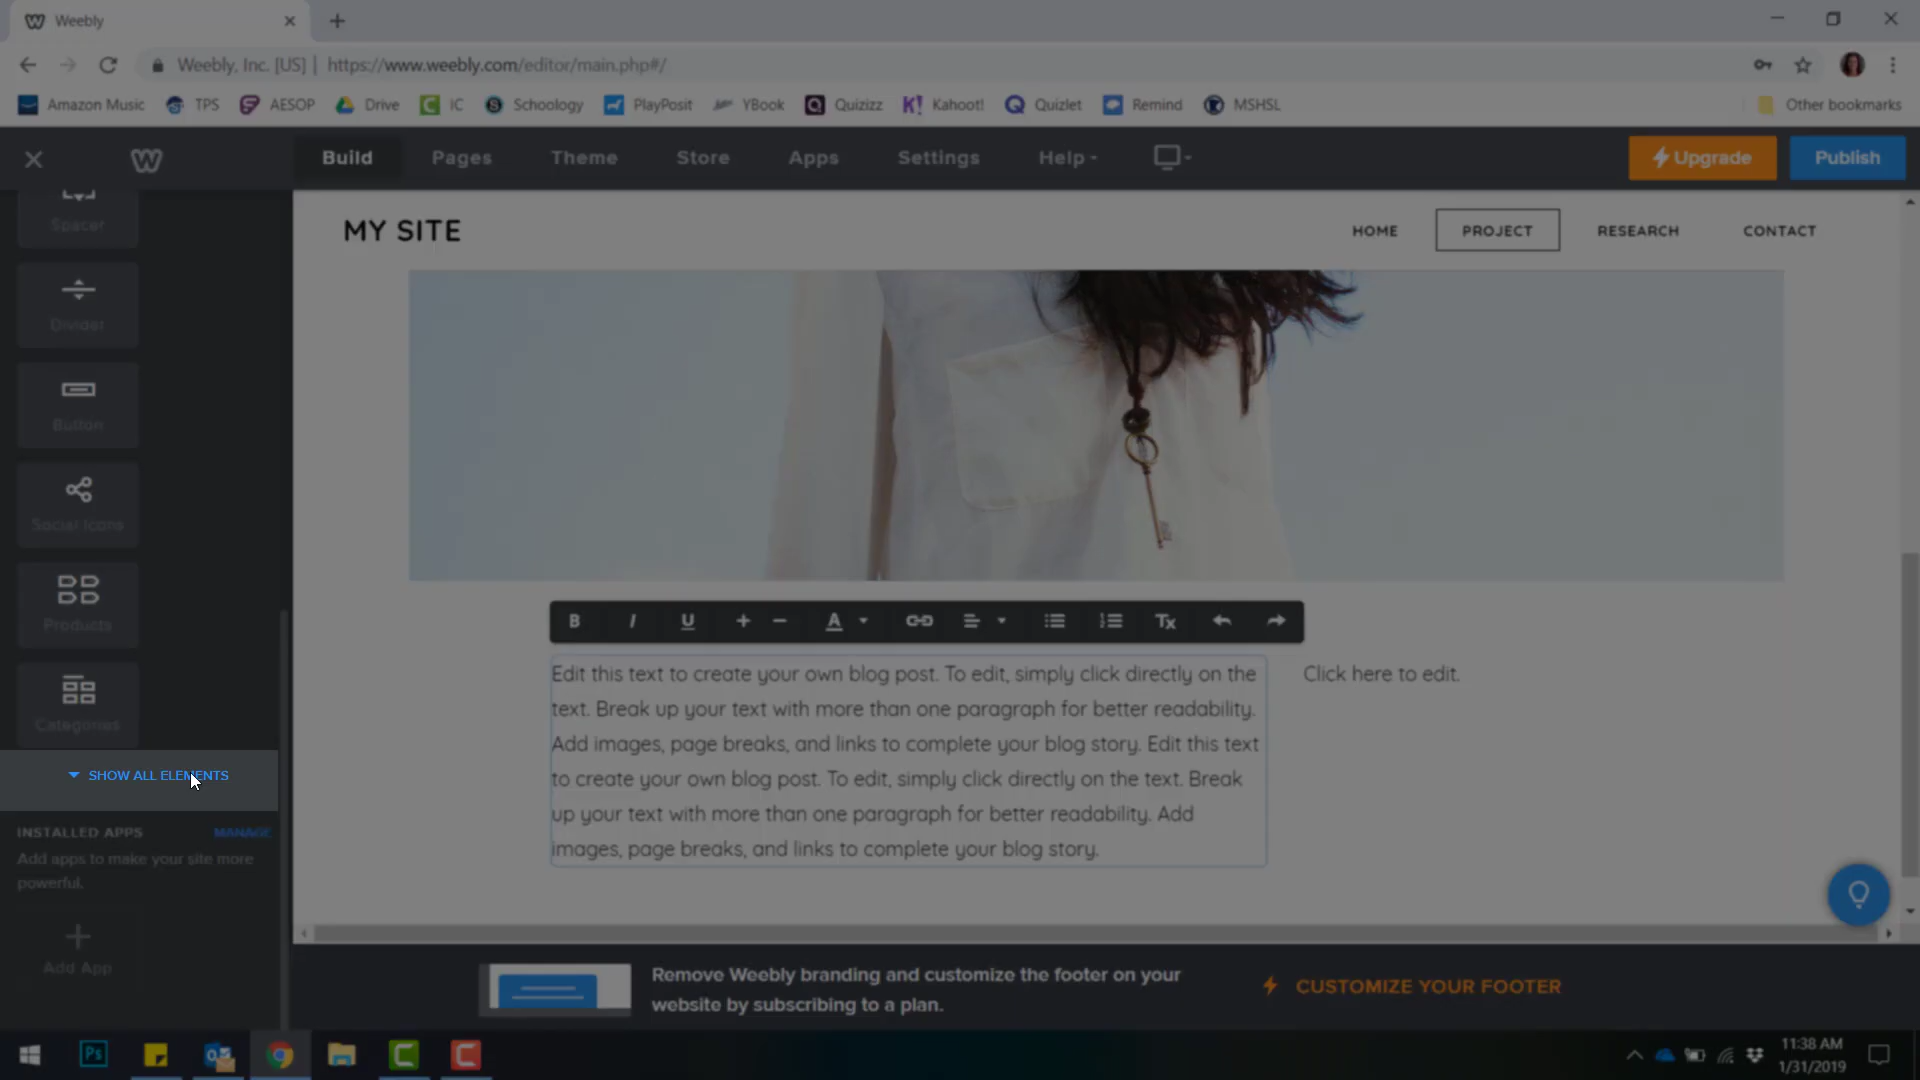 Weebly
Weebly, Inc. [US] | https://www.weebly.com/editor/main.php#/
Amazon Music TPS AESOP Drive IC Schoology PlayPosit YBook Quizizz Kahoot! Quizlet Remind MSHSL Other bookmarks
Build Pages Theme Store Apps Settings Help Upgrade Publish
Spacer
Divider
Button
Social Icons
Products
Categories
SHOW ALL ELEMENTS
INSTALLED APPS MANAGE
Add apps to make your site more
powerful.
Add App
MY SITE
HOME PROJECT RESEARCH CONTACT
B I U A Tx
Edit this text to create your own blog post. To edit, simply click directly on the
text. Break up your text with more than one paragraph for better readability.
Add images, page breaks, and links to complete your blog story. Edit this text
to create your own blog post. To edit, simply click directly on the text. Break
up your text with more than one paragraph for better readability. Add
images, page breaks, and links to complete your blog story.
Click here to edit.
Remove Weebly branding and customize the footer on your
website by subscribing to a plan.
CUSTOMIZE YOUR FOOTER
Ps
11:38 AM
1/31/2019